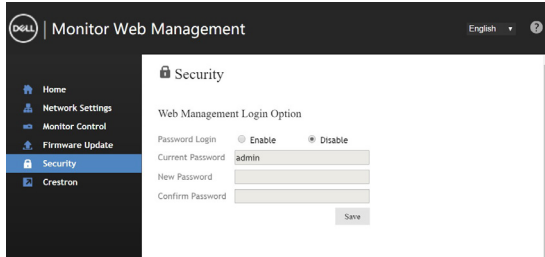 DELL | Monitor Web Management
English
?
Home
Network Settings
Monitor Control
Firmware Update
Security
Crestron
Security
Web Management Login Option
Password Login Enable Disable
Current Password admin
New Password
Confirm Password
Save